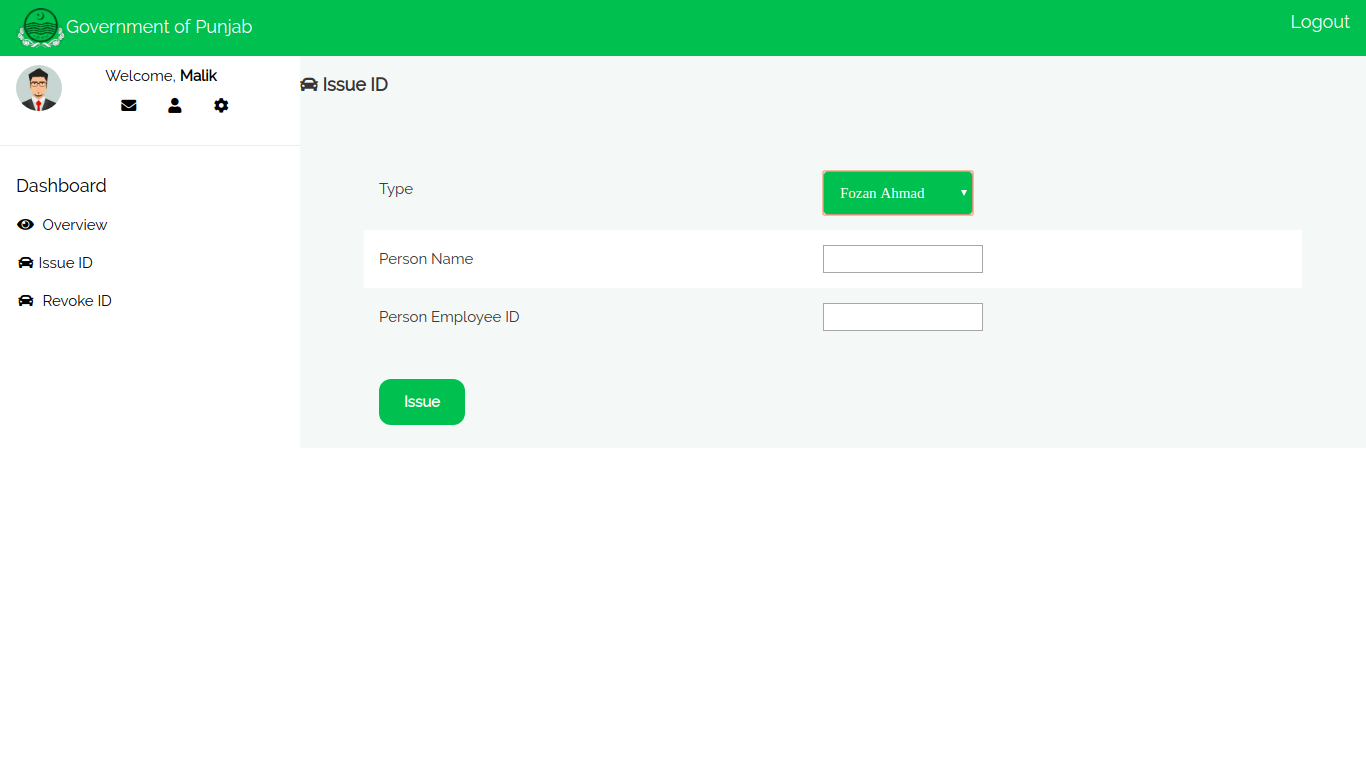 Government of Punjab
Logout
Welcome, Malik
Dashboard
Overview
Issue ID
Revoke ID
Issue ID
Type
Fozan Ahmad
Person Name
Person Employee ID
Issue